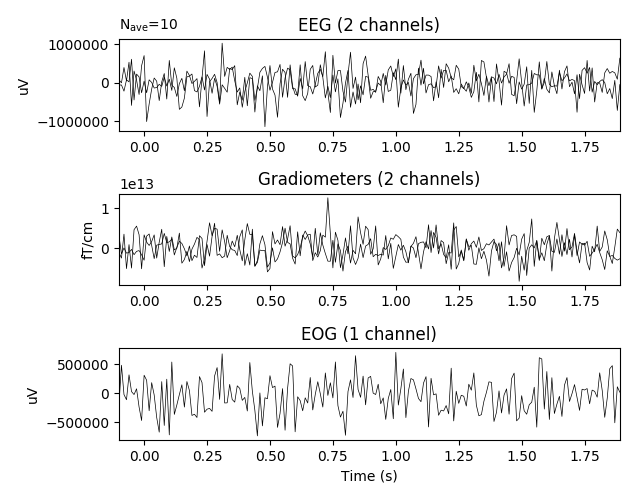 N_ave=10
EEG (2 channels)
1000000
0
−1000000
uV
0.00 0.25 0.50 0.75 1.00 1.25 1.50 1.75
1e13
Gradiometers (2 channels)
1
0
fT/cm
0.00 0.25 0.50 0.75 1.00 1.25 1.50 1.75
EOG (1 channel)
500000
0
−500000
uV
0.00 0.25 0.50 0.75 1.00 1.25 1.50 1.75
Time (s)